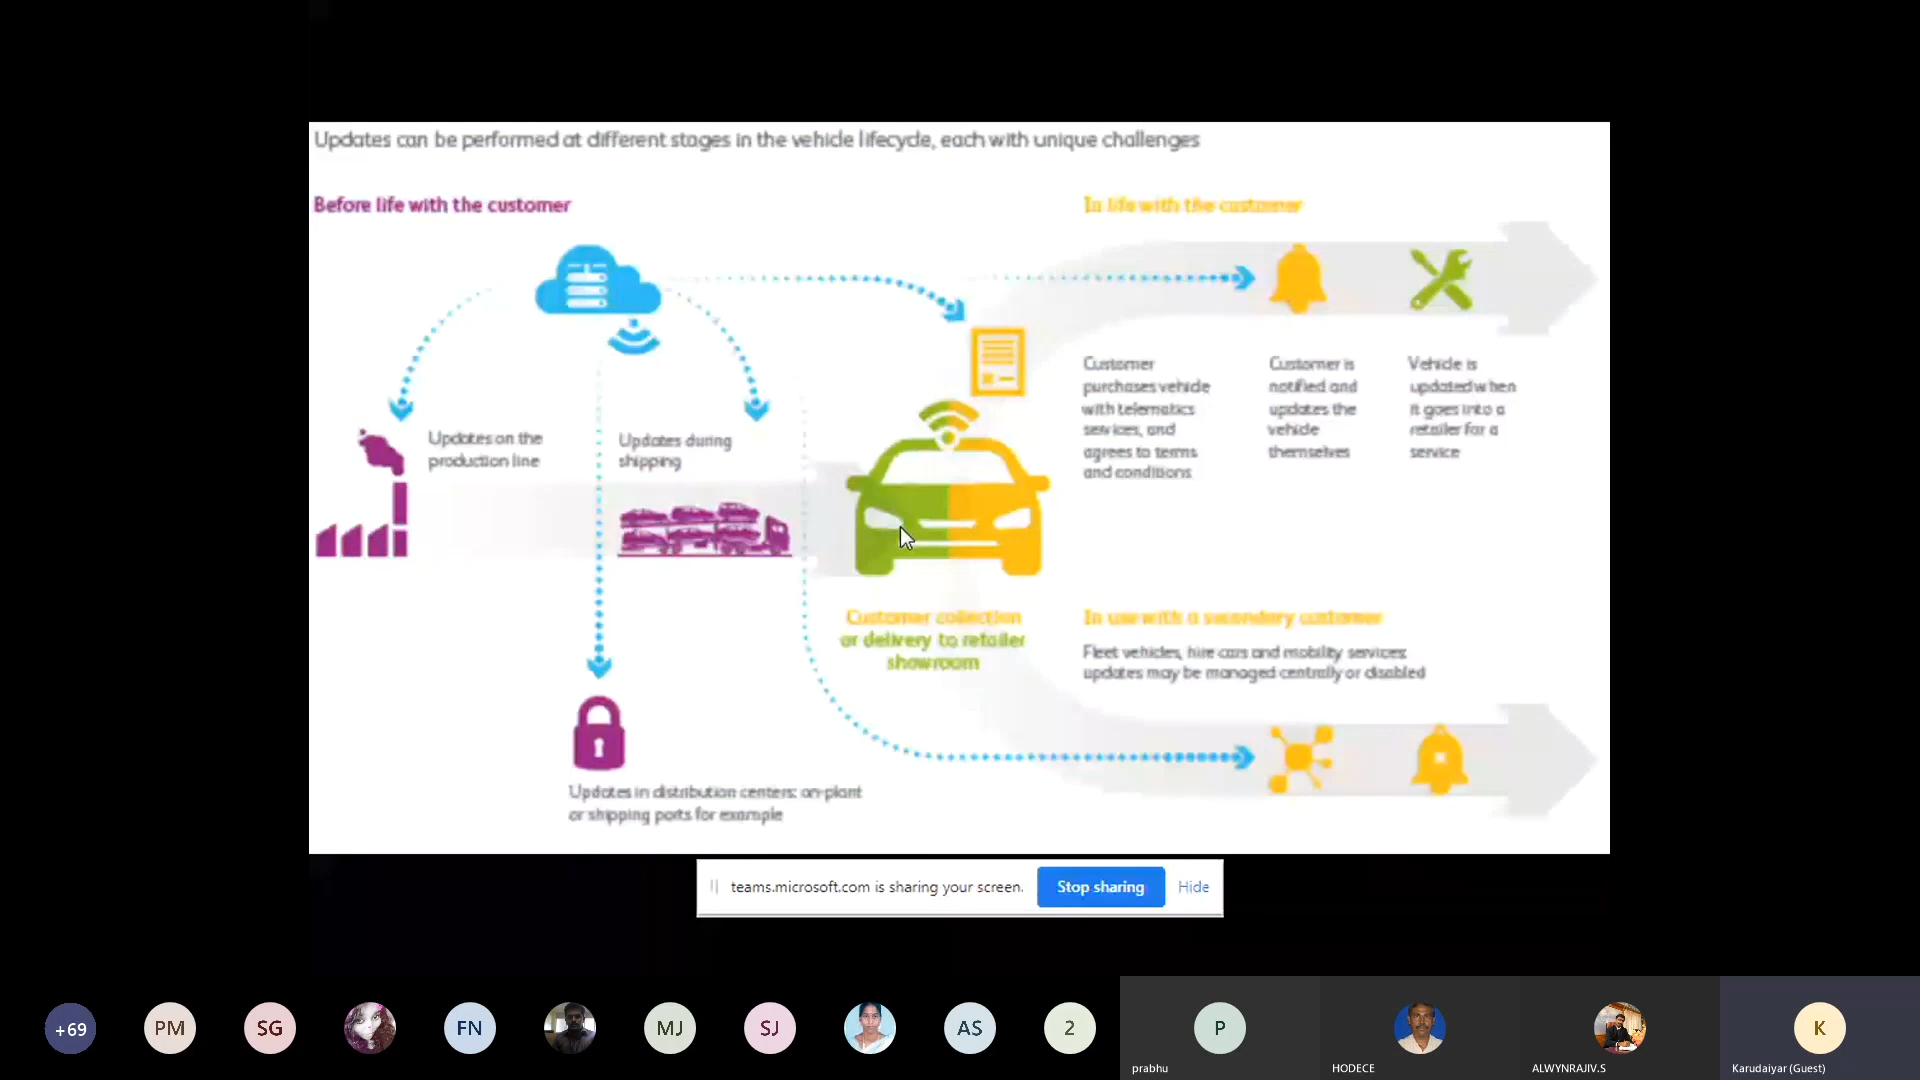 Updates can be performed at different stages in the vehicle lifecycle, each with unique challenges
Before life with the customer
In life with the customer
Updates on the
production line
Updates during
shipping
Customer
purchases vehicle
with telematics
services, and
agrees to terms
and conditions
Customer is
notified and
updates the
vehicle
themselves
Vehicle is
updated when
it goes into a
retailer for a
service
Customer collection
or delivery to retailer
showroom
In use with a secondary customer
Fleet vehicles, hire cars and mobility services:
updates may be managed centrally or disabled
Updates in distribution centers: on-plant
or shipping ports for example
teams.microsoft.com is sharing your screen.
Stop sharing
Hide
+69
PM
SG
FN
MJ
SJ
AS
2
P
K
prabhu
HODECE
ALWYNRAJIV.S
Karudaiyar (Guest)